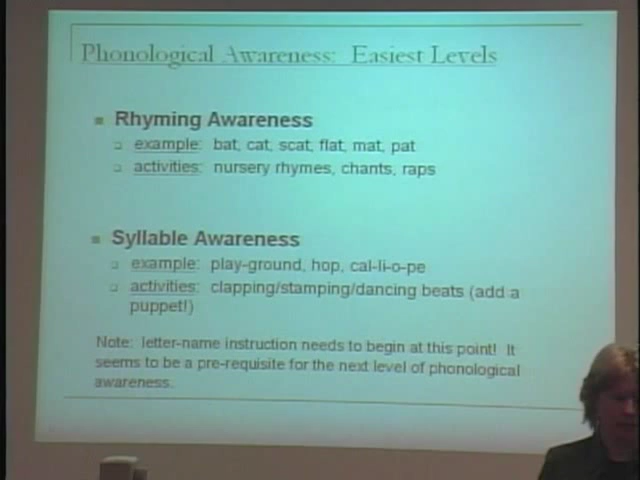 Phonological Awareness: Easiest Levels
Rhyming Awareness
example: bat, cat, scat, flat, mat, pat
activities: nursery rhymes, chants, raps
Syllable Awareness
example: play-ground, hop, cal-li-o-pe
activities: clapping/stamping/dancing beats (add a
puppet!)
Note: letter-name instruction needs to begin at this point! It
seems to be a pre-requisite for the next level of phonological
awareness.